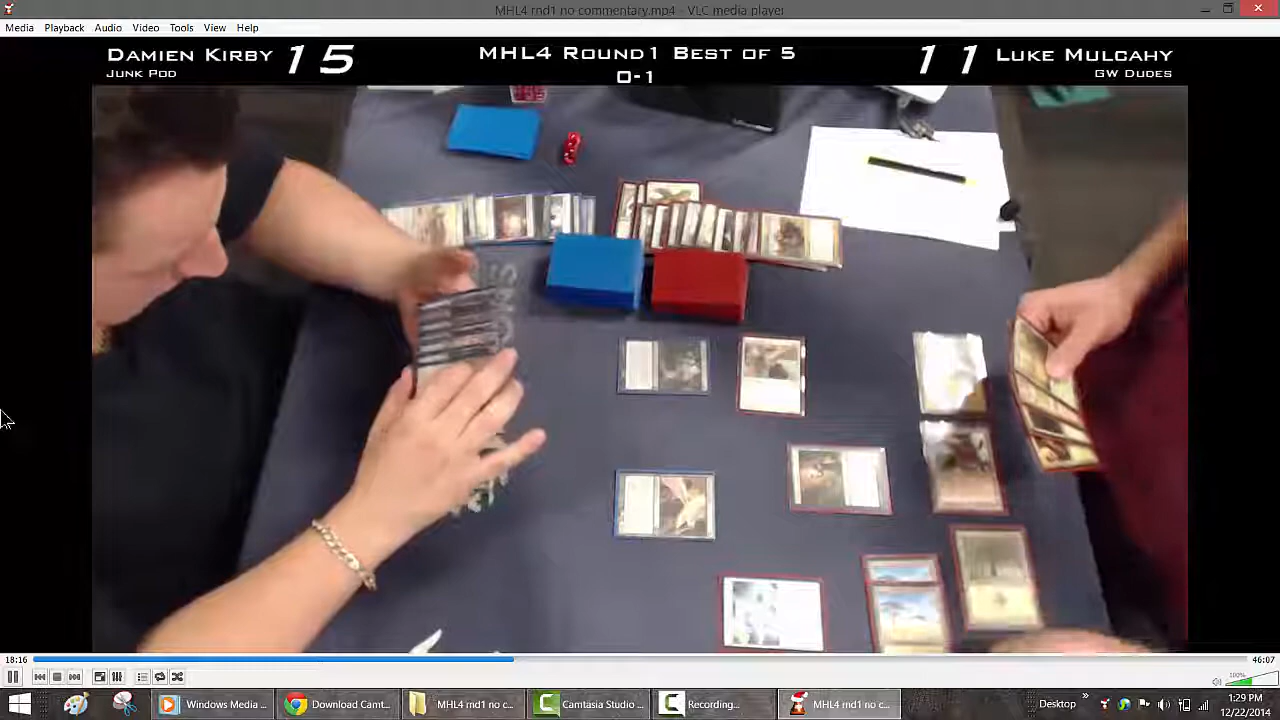 MHL4 rnd1 no commentary.mp4 - VLC media player
Media Playback Audio Video Tools View Help
Damien Kirby 15 MHL4 Round1 Best of 5 11 Luke Mulcahy
Junk Pod 0-1 GW Dudes
18:16 46:07
100%
Windows Media ... Download Camt... MHL4 rnd1 no c... Camtasia Studio ... Recording... MHL4 rnd1 no c... Desktop » 1:29 PM
12/22/2014